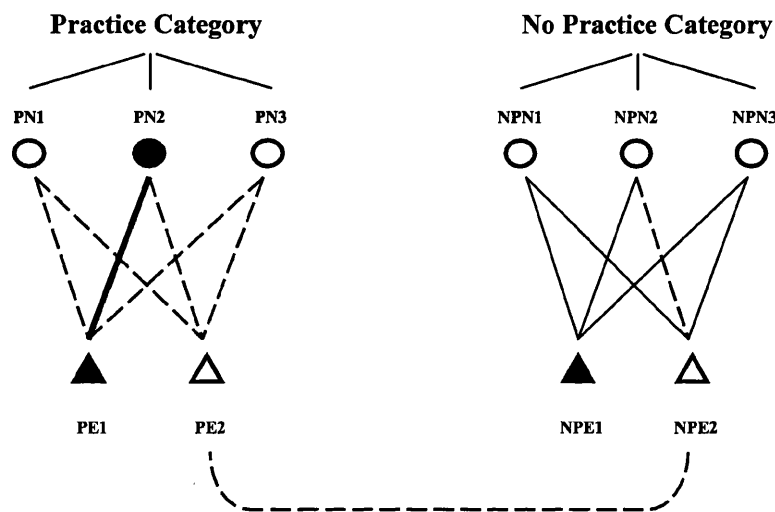 Practice Category No Practice Category
PN1 PN2 PN3 NPN1 NPN2 NPN3
PE1 PE2 NPE1 NPE2